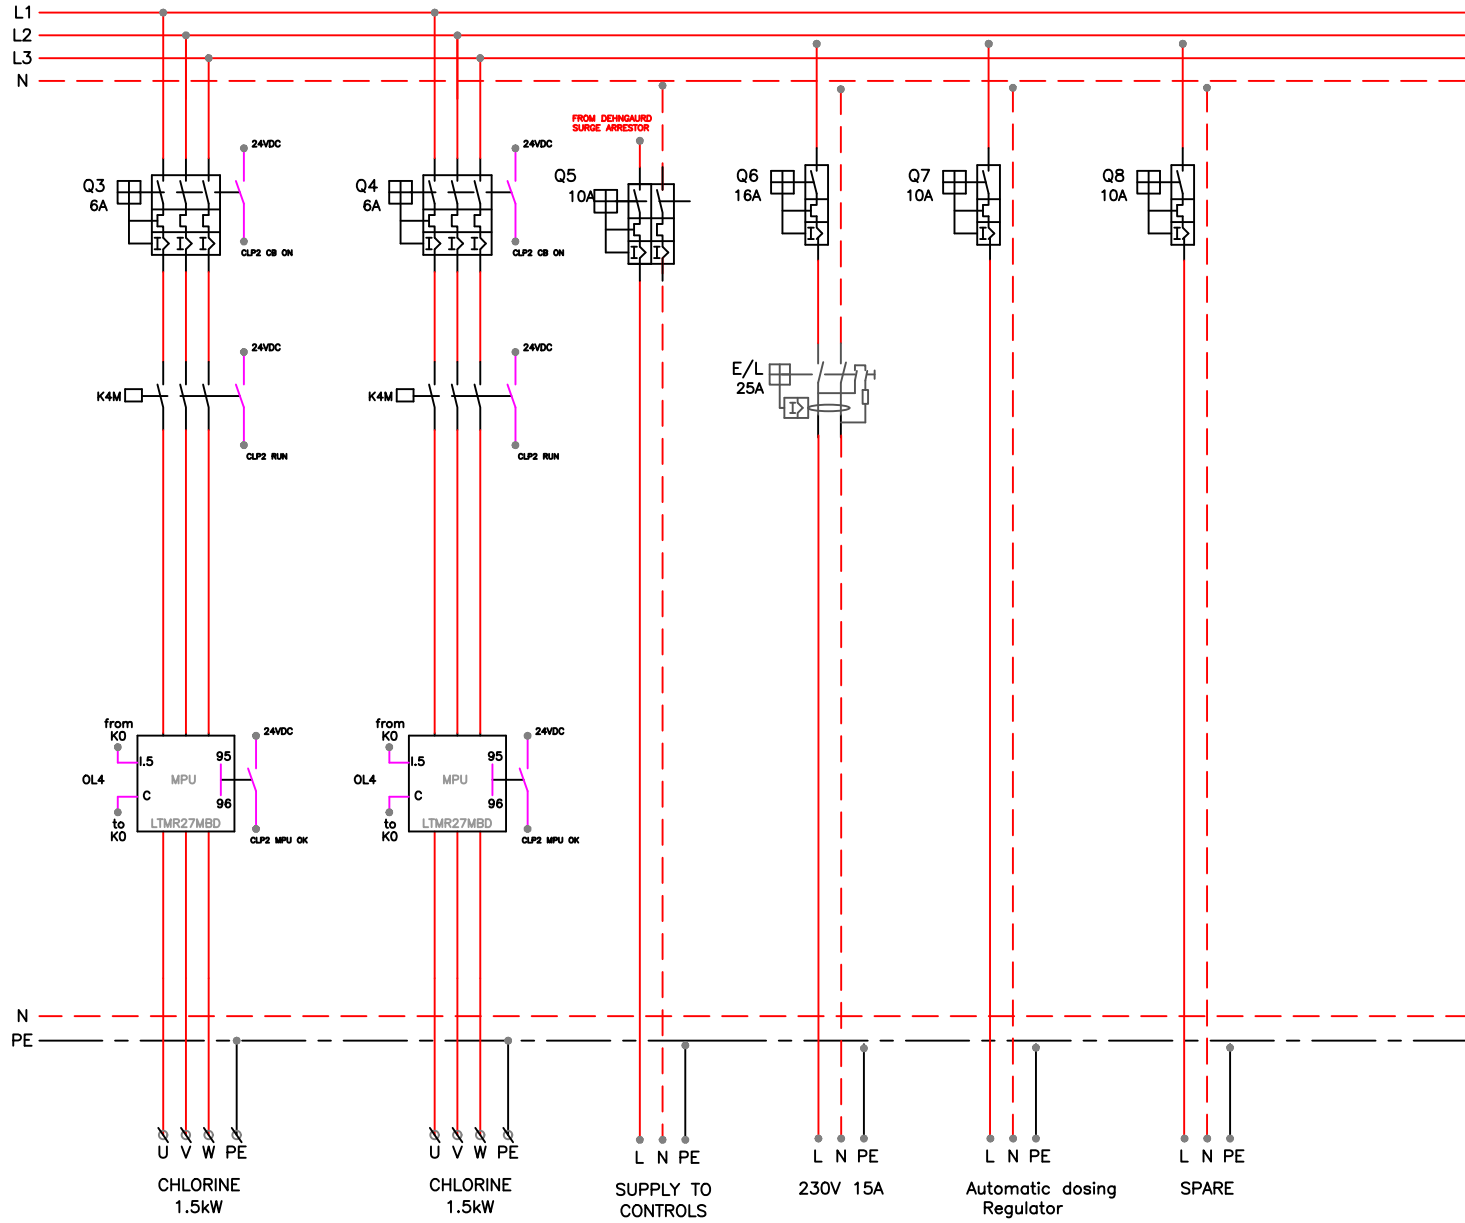 L1
L2
L3
N
FROM DEHNGAURD
SURGE ARRESTOR
24VDC
24VDC
Q3
6A
Q4
6A
Q5
10A
Q6
16A
Q7
10A
Q8
10A
I I I
I I I
I I
I
I
I
CLP2 CB ON
CLP2 CB ON
24VDC
24VDC
K4M
K4M
E/L
25A
I
CLP2 RUN
CLP2 RUN
from
K0
24VDC
from
K0
24VDC
I.5
95
I.5
95
OL4
MPU
OL4
MPU
C
96
C
96
to
K0
LTMR27MBD
to
K0
LTMR27MBD
CLP2 MPU OK
CLP2 MPU OK
N
PE
U V W PE
U V W PE
L N PE
L N PE
L N PE
L N PE
CHLORINE
1.5kW
CHLORINE
1.5kW
SUPPLY TO
CONTROLS
230V 15A
Automatic dosing
Regulator
SPARE